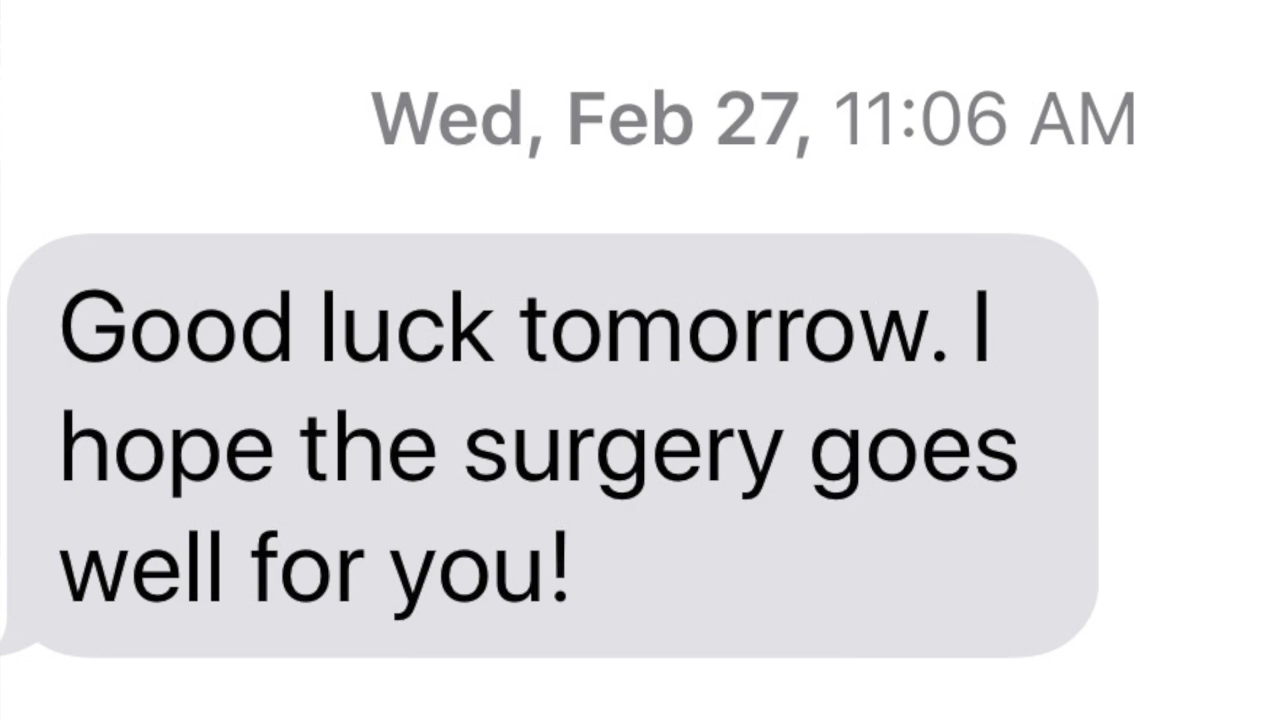 Wed, Feb 27, 11:06 AM
Good luck tomorrow. I
hope the surgery goes
well for you!